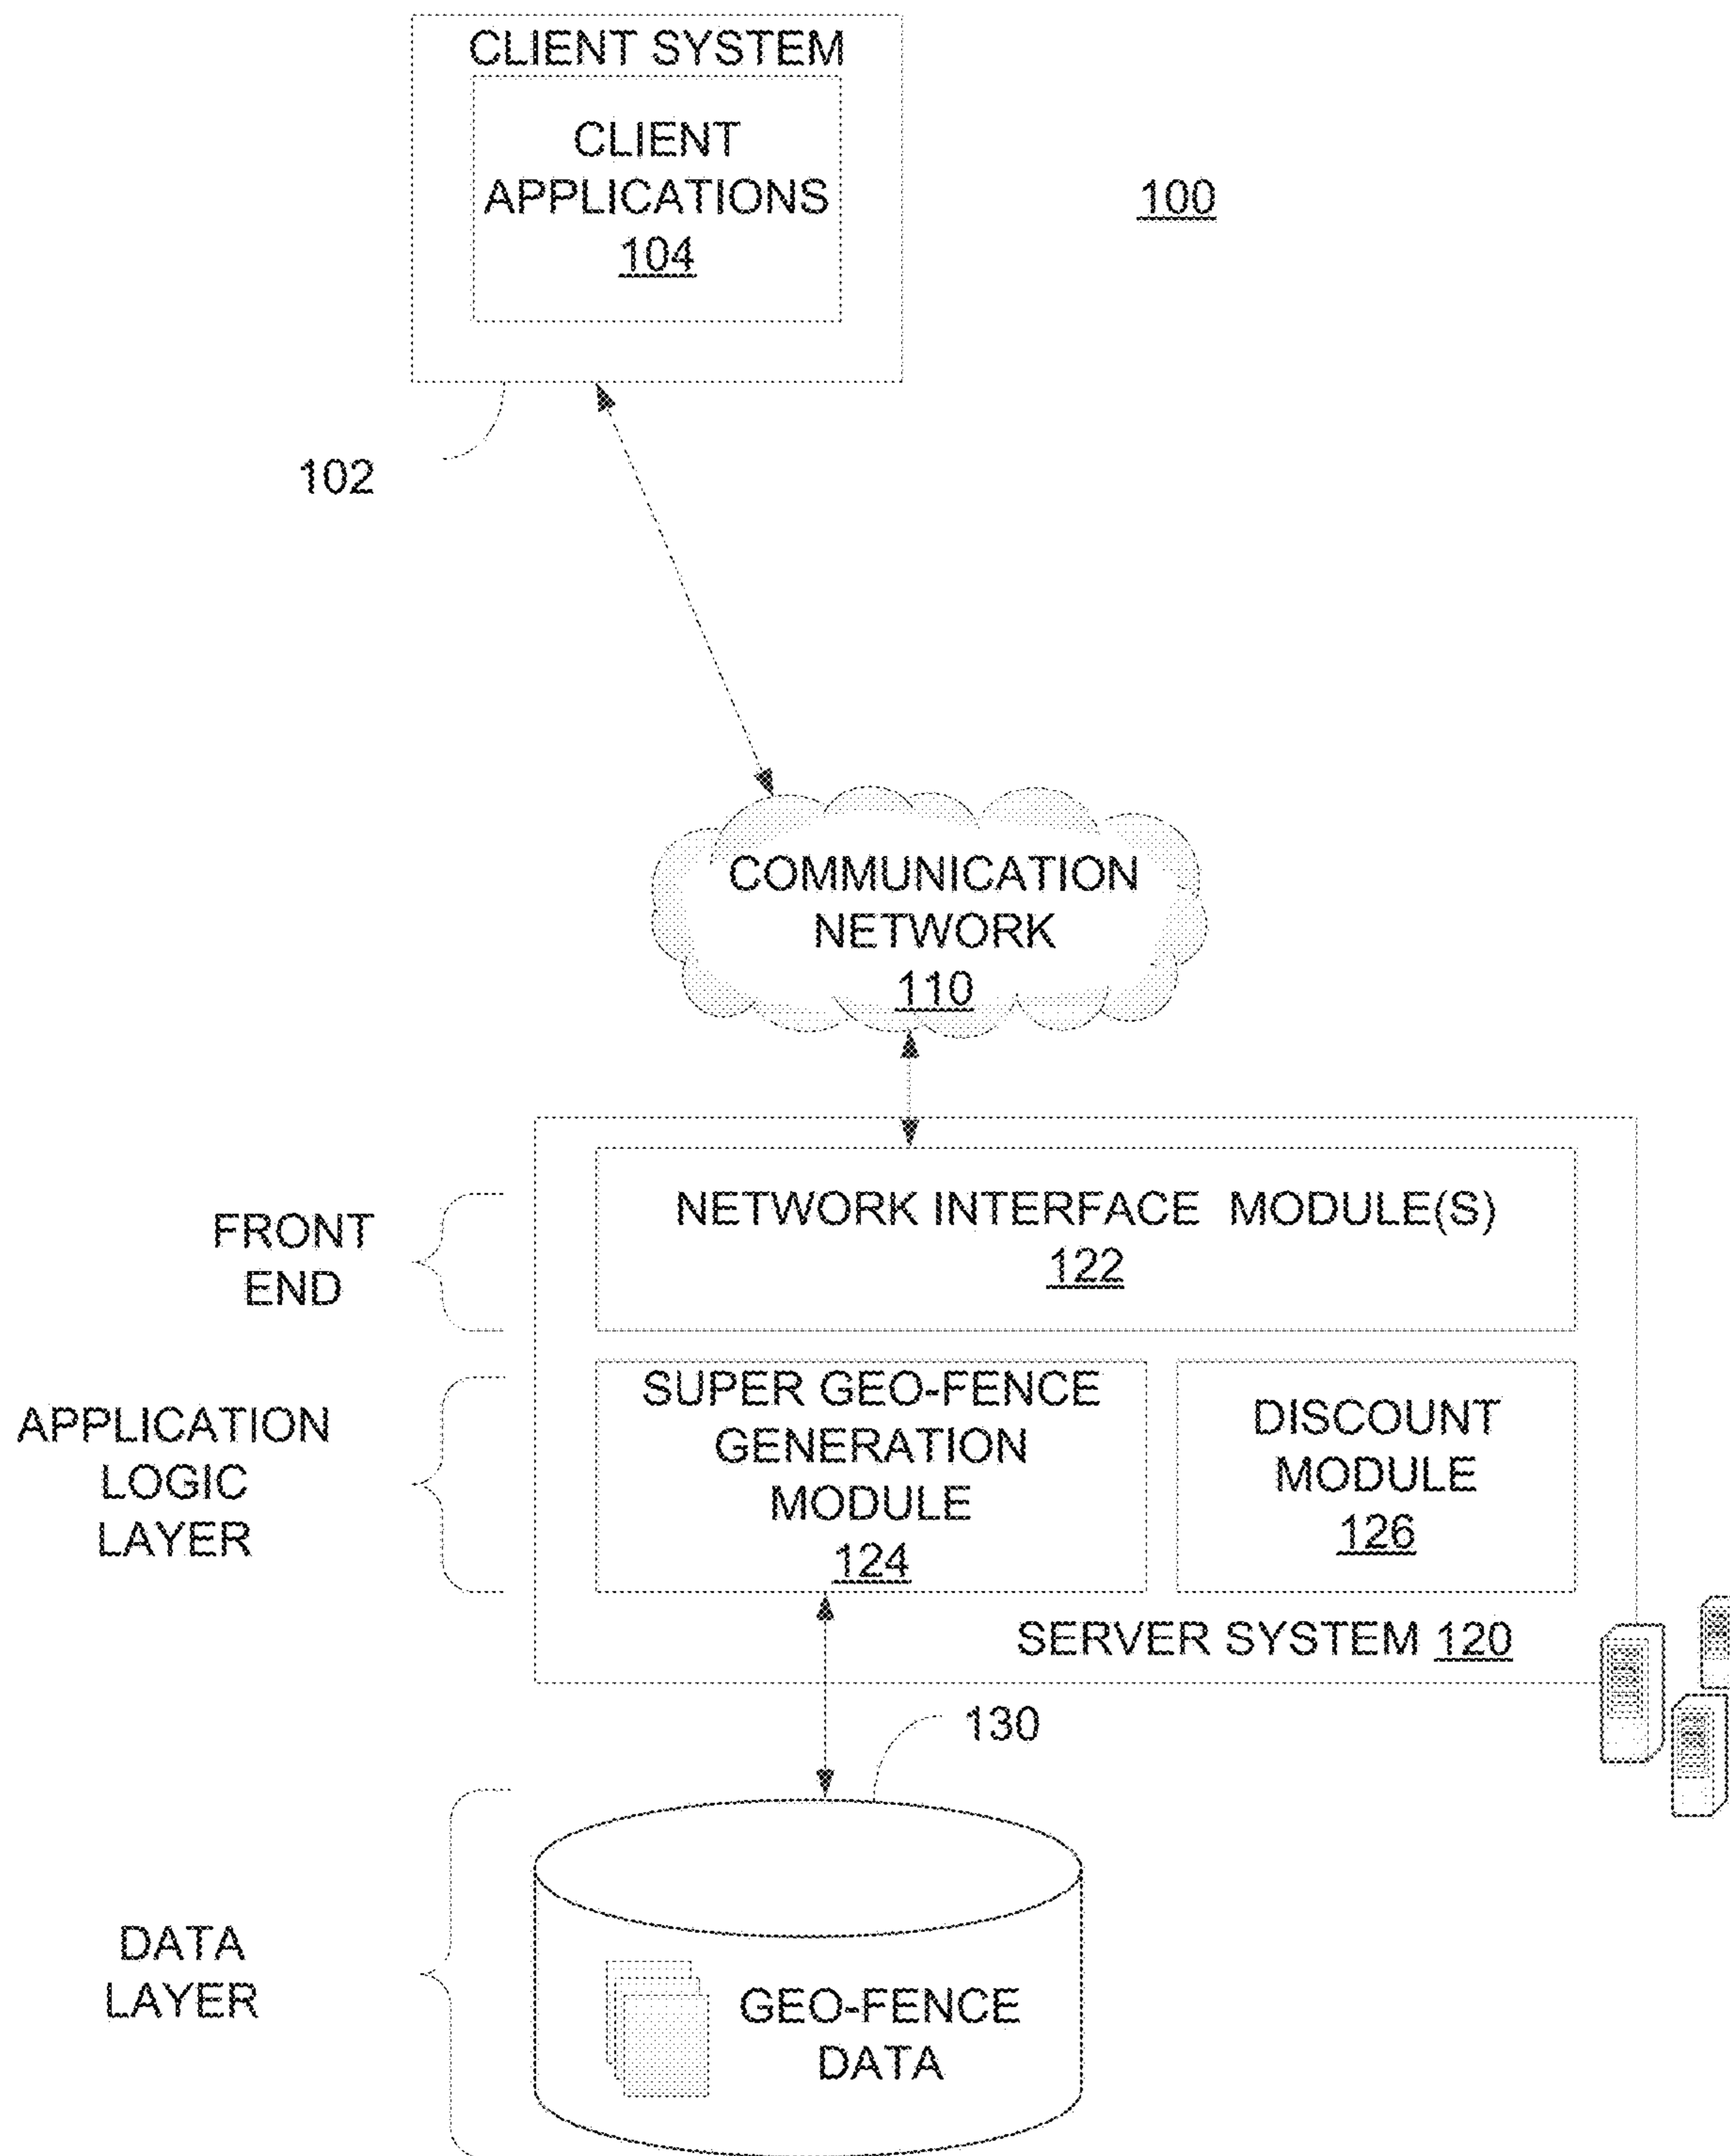 CLIENT SYSTEM
CLIENT
APPLICATIONS
104
100
102
COMMUNICATION
NETWORK
110
FRONT
END
NETWORK INTERFACE MODULE(S)
122
APPLICATION
LOGIC
LAYER
SUPER GEO-FENCE
GENERATION
MODULE
124
DISCOUNT
MODULE
126
SERVER SYSTEM 120
130
DATA
LAYER
GEO-FENCE
DATA